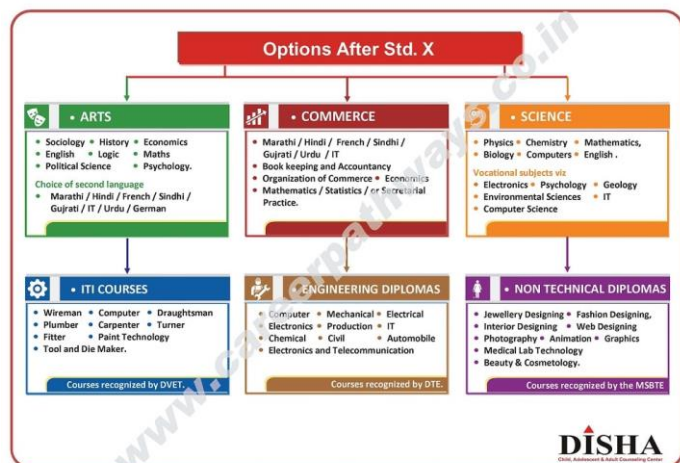 Options After Std. X
• ARTS
• Sociology • History • Economics
• English • Logic • Maths
• Political Science • Psychology.
Choice of second language
• Marathi / Hindi / French / Sindhi /
Gujrati / IT / Urdu / German
• COMMERCE
• Marathi / Hindi / French / Sindhi /
Gujrati / Urdu / IT
• Book keeping and Accountancy
• Organization of Commerce • Economics
• Mathematics / Statistics / or Secretarial
Practice.
• SCIENCE
• Physics • Chemistry • Mathematics,
• Biology • Computers • English .
Vocational subjects viz
• Electronics • Psychology • Geology
• Environmental Sciences • IT
• Computer Science
• ITI COURSES
• Wireman • Computer • Draughtsman
• Plumber • Carpenter • Turner
• Fitter • Paint Technology
• Tool and Die Maker.
Courses recognized by DVET.
• ENGINEERING DIPLOMAS
• Computer • Mechanical • Electrical
• Electronics • Production • IT
• Chemical • Civil • Automobile
• Electronics and Telecommunication
Courses recognized by DTE.
• NON TECHNICAL DIPLOMAS
• Jewellery Designing • Fashion Designing,
• Interior Designing • Web Designing
• Photography • Animation • Graphics
• Medical Lab Technology
• Beauty & Cosmetology.
Courses recognized by the MSBTE
www.careerpathways.co.in
DISHA
Child, Adolescent & Adult Counseling Center